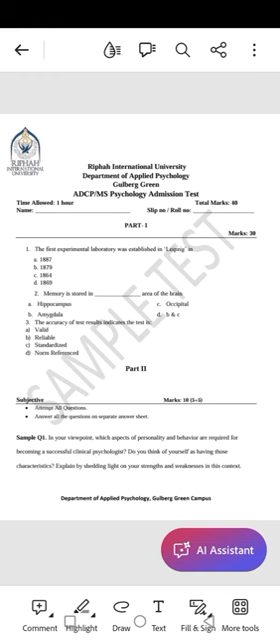 RIPHAH
INTERNATIONAL
UNIVERSITY
Riphah International University
Department of Applied Psychology
Gulberg Green
ADCP/MS Psychology Admission Test
Time Allowed: 1 hour Total Marks: 40
Name: Slip no / Roll no:
PART- I
Marks: 30
1. The first experimental laboratory was established in 'Leipzig' in
a. 1887
b. 1879
c. 1864
d. 1869
2. Memory is stored in ____________ area of the brain
a. Hippocampus c. Occipital
b. Amygdala d. b & c
3. The accuracy of test results indicates the test is:
a) Valid
b) Reliable
c) Standardized
d) Norm Referenced
Part II
Subjective Marks: 10 (5+5)
• Attempt All Questions.
• Answer all the questions on separate answer sheet.
Sample Q1. In your viewpoint, which aspects of personality and behavior are required for
becoming a successful clinical psychologist? Do you think of yourself as having those
characteristics? Explain by shedding light on your strengths and weaknesses in this context.
Department of Applied Psychology, Gulberg Green Campus
SAMPLE TEST
AI Assistant
Comment Highlight Draw Text Fill & Sign More tools